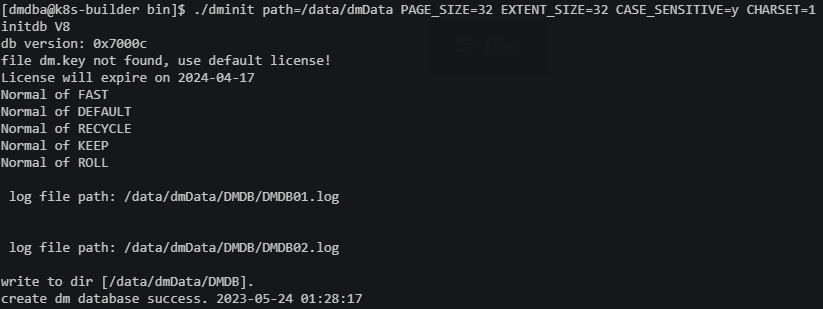 [dmdba@k8s-builder bin]$ ./dminit path=/data/dmData PAGE_SIZE=32 EXTENT_SIZE=32 CASE_SENSITIVE=y CHARSET=1
initdb V8
db version: 0x7000c
file dm.key not found, use default license!
License will expire on 2024-04-17
Normal of FAST
Normal of DEFAULT
Normal of RECYCLE
Normal of KEEP
Normal of ROLL
log file path: /data/dmData/DMDB/DMDB01.log
log file path: /data/dmData/DMDB/DMDB02.log
write to dir [/data/dmData/DMDB].
create dm database success. 2023-05-24 01:28:17